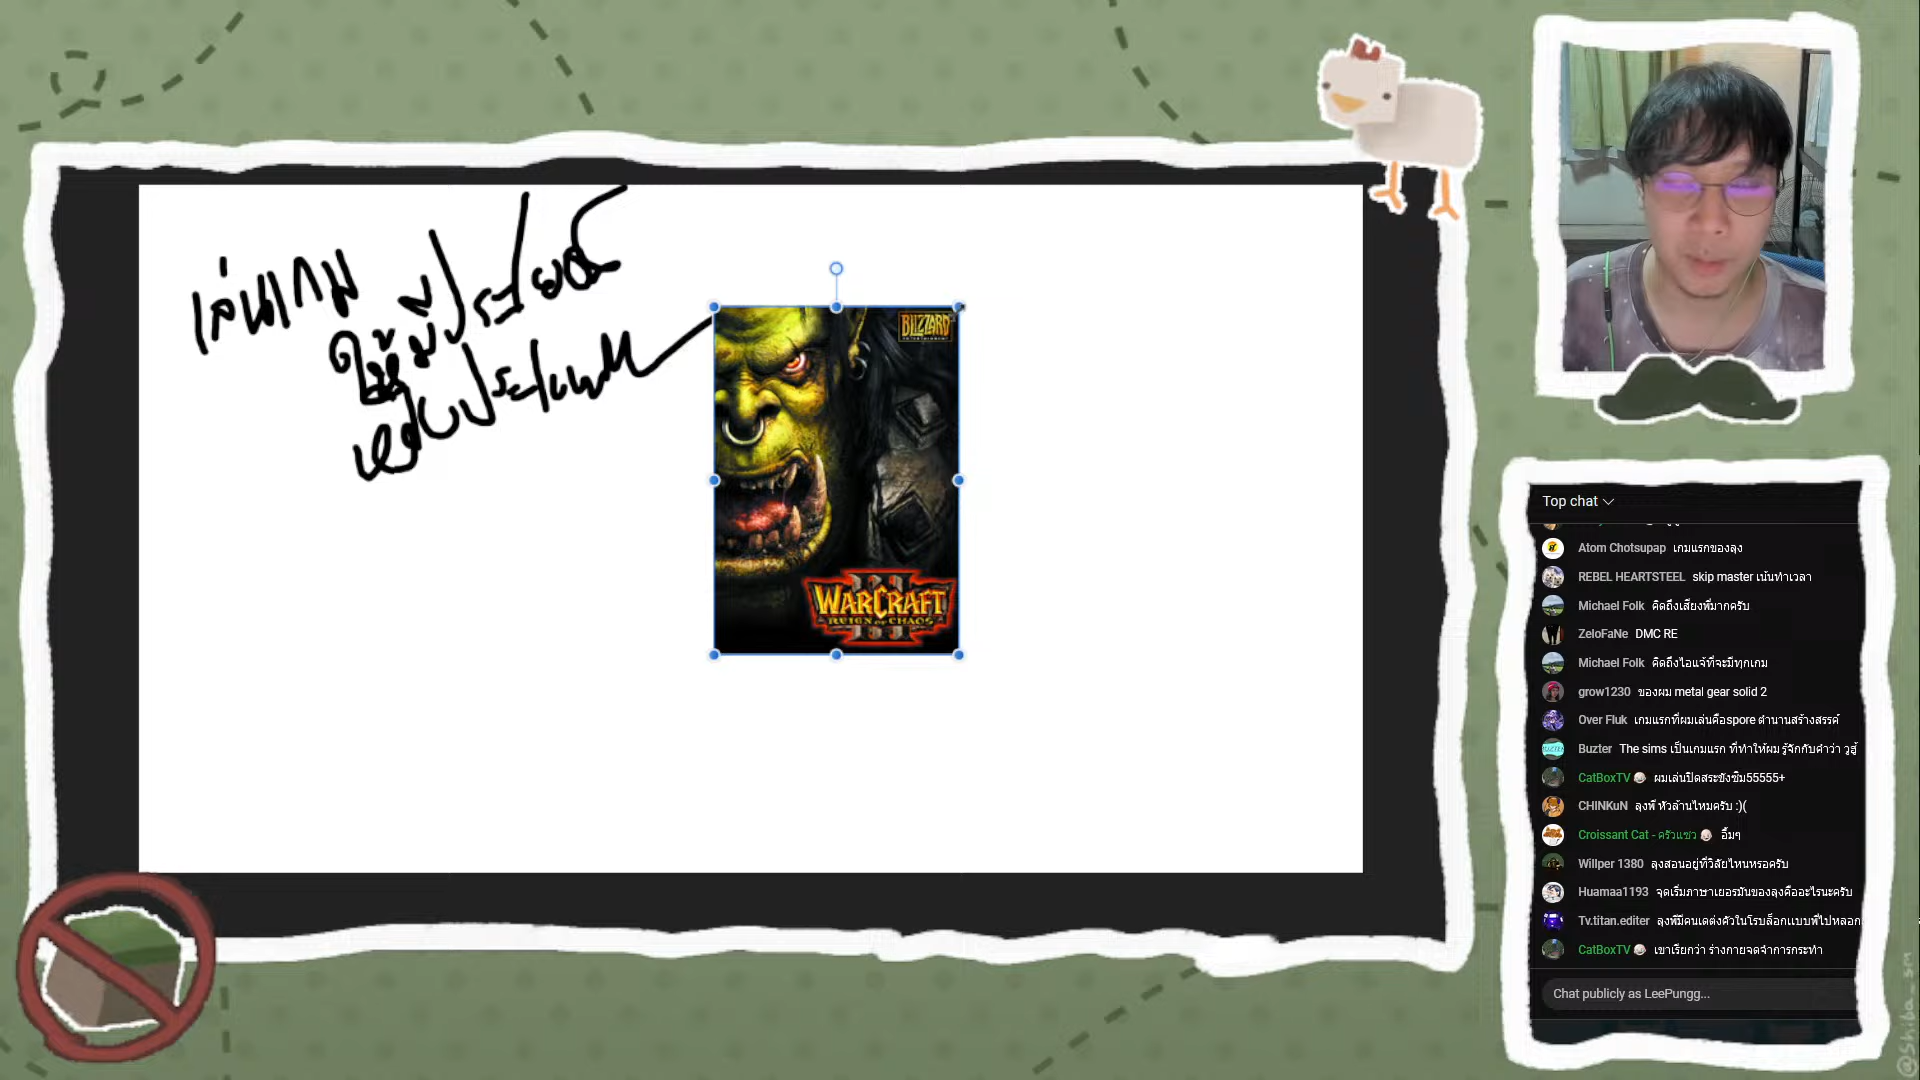 เล่นเกม
ให้มีประโยชน์
BLIZZARD
ENTERTAINMENT
WARCRAFT
III
REIGN OF CHAOS
Top chat
Atom Chotsupap เกมแรกของลุง
REBEL HEARTSTEEL skip master เน้นทำเวลา
Michael Folk คิดถึงเสียงพี่มากครับ
ZeloFaNe DMC RE
Michael Folk คิดถึงไอแจ้ที่จะมีทุกเกม
grow1230 ของผม metal gear solid 2
Over Fluk เกมแรกที่ผมเล่นคือspore ตำนานสร้างสรรค์
Buzter The sims เป็นเกมแรก ที่ทำให้ผมรู้จักกับคำว่า วูฮู้
CatBoxTV ผมเล่นปิดสระขังซิม55555+
CHINKuN ลุงพี หัวล้านไหมครับ :)(
Croissant Cat - ครัวแซว อึ้มๆ
Willper 1380 ลุงสอนอยู่ที่วิลัยไหนหรอครับ
Huamaa1193 จุดเริ่มภาษาเยอรมันของลุงคืออะไรนะครับ
Tv.titan.editer ลุงพีมีคนเดต่งตัวในโรบล็อกแบบพี่ไปหลอก
CatBoxTV เขาเรียกว่า ร่างกายจดจำการกระทำ
Chat publicly as LeePungg...
@Shiba_sm